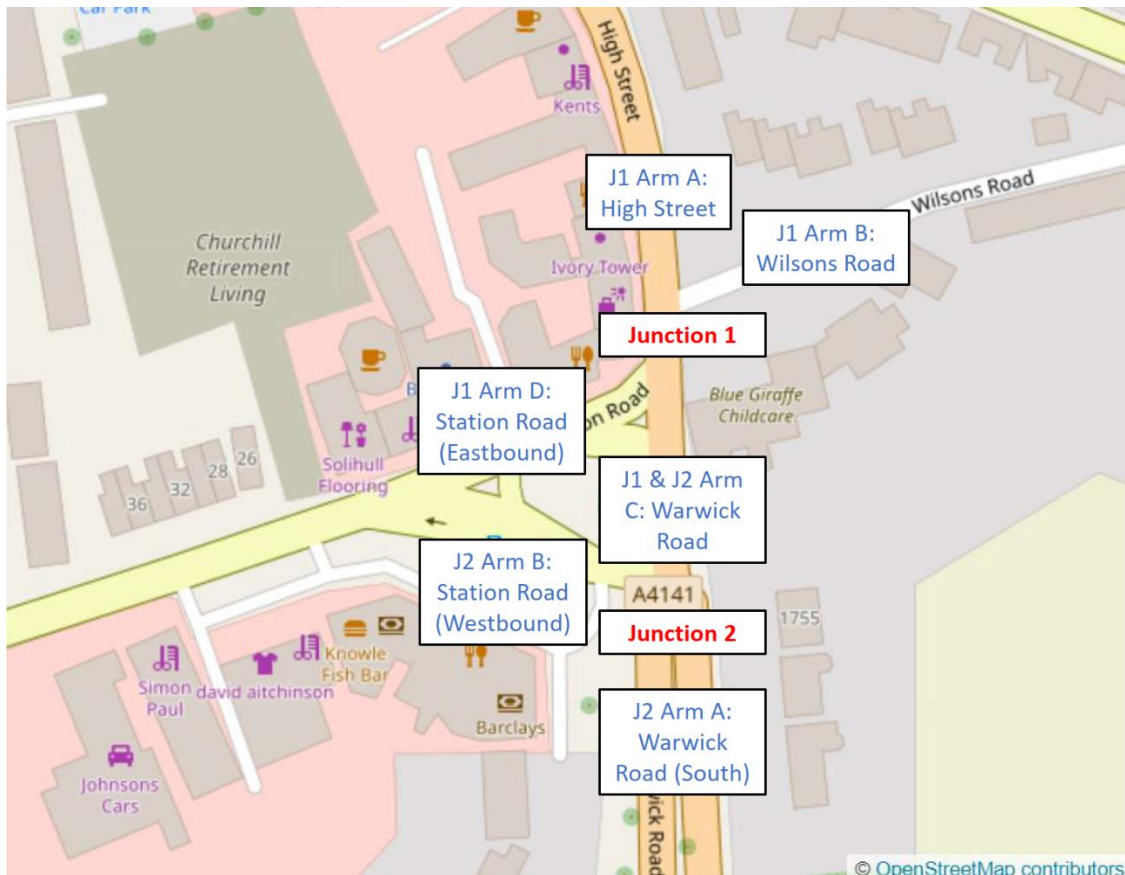 Car Park
High Street
Kents
J1 Arm A:
High Street
Wilsons Road
J1 Arm B:
Wilsons Road
Churchill
Retirement
Living
Ivory Tower
Junction 1
J1 Arm D:
Station Road
(Eastbound)
Road
Blue Giraffe
Childcare
Solihull
Flooring
26
28
32
36
J1 & J2 Arm
C: Warwick
Road
J2 Arm B:
Station Road
(Westbound)
A4141
Junction 2
1755
Knowle
Fish Bar
Simon
Paul
david aitchinson
Barclays
J2 Arm A:
Warwick
Road (South)
Johnsons
Cars
Road
© OpenStreetMap contributors